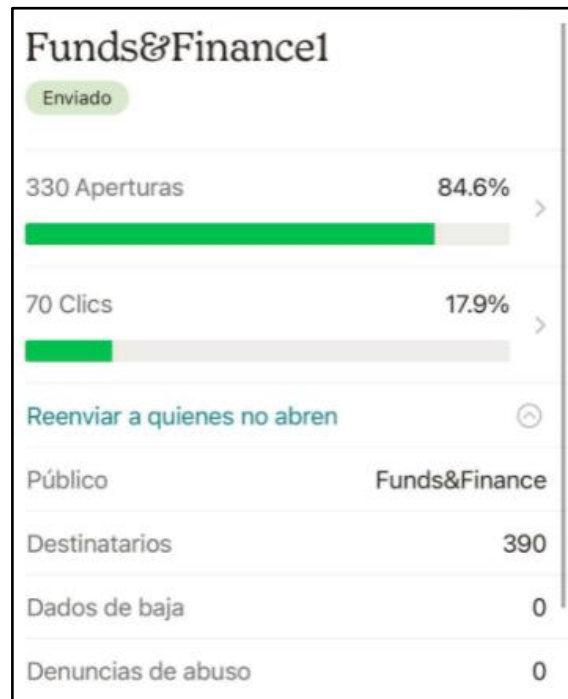 Funds&Finance1
Enviado
330 Aperturas 84.6%
70 Clics 17.9%
Reenviar a quienes no abren
Público Funds&Finance
Destinatarios 390
Dados de baja 0
Denuncias de abuso 0